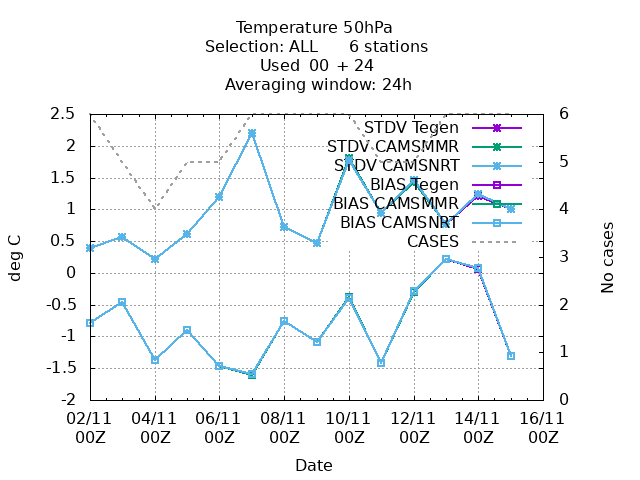 Temperature 50hPa
Selection: ALL 6 stations
Used 00 + 24
Averaging window: 24h
2.5
2
1.5
1
0.5
0
-0.5
-1
-1.5
-2
deg C
6
5
4
3
2
1
0
No cases
STDV Tegen
STDV CAMSMMR
STDV CAMSNRT
BIAS Tegen
BIAS CAMSMMR
BIAS CAMSNRT
CASES
02/11 04/11 06/11 08/11 10/11 12/11 14/11 16/11
00Z 00Z 00Z 00Z 00Z 00Z 00Z 00Z
Date